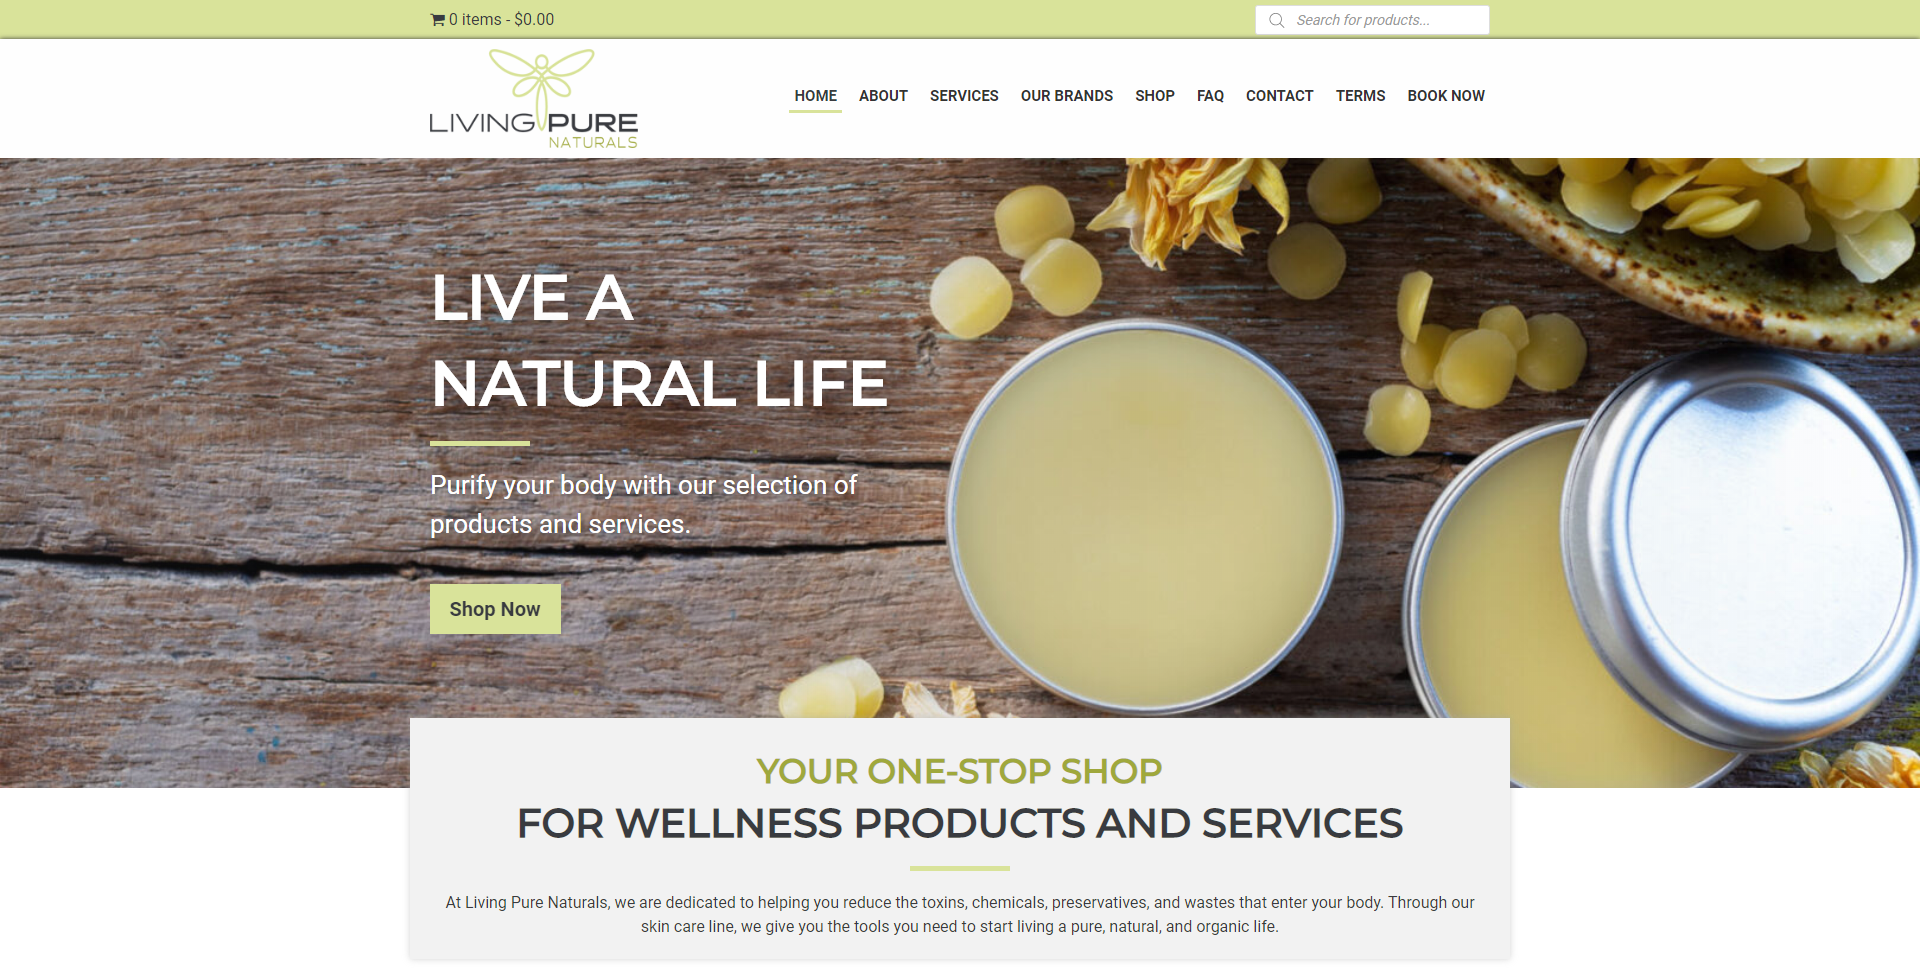 0 items - $0.00
Search for products...
LIVING PURE
NATURALS
HOME ABOUT SERVICES OUR BRANDS SHOP FAQ CONTACT TERMS BOOK NOW
LIVE A
NATURAL LIFE
Purify your body with our selection of
products and services.
Shop Now
YOUR ONE-STOP SHOP
FOR WELLNESS PRODUCTS AND SERVICES
At Living Pure Naturals, we are dedicated to helping you reduce the toxins, chemicals, preservatives, and wastes that enter your body. Through our
skin care line, we give you the tools you need to start living a pure, natural, and organic life.